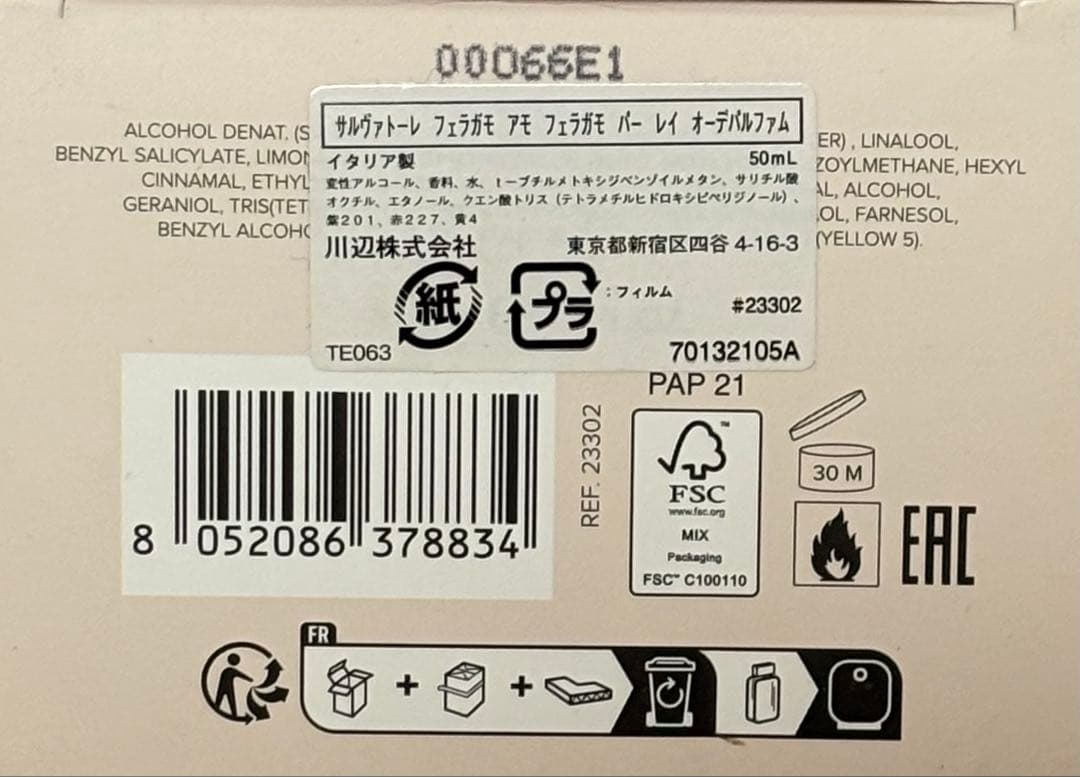 00066E1
サルヴァトーレ フェラガモ アモ フェラガモ パー レイ オーデパルファム
イタリア製 50mL
変性アルコール、香料、水、t－ブチルメトキシジベンゾイルメタン、サリチル酸
オクチル、エタノール、クエン酸トリス（テトラメチルヒドロキシピペリジノール）、
紫201、赤227、黄4
川辺株式会社 東京都新宿区四谷 4-16-3
紙 プラ ：フィルム
#23302
TE063 70132105A
ALCOHOL DENAT. (S ER) , LINALOOL,
BENZYL SALICYLATE, LIMON ZOYLMETHANE, HEXYL
CINNAMAL, ETHYL AL, ALCOHOL,
GERANIOL, TRIS(TET OL, FARNESOL,
BENZYL ALCOHO (YELLOW 5).
8 052086 378834
REF. 23302
PAP 21
FSC™
www.fsc.org
MIX
Packaging
FSC™ C100110
30 M
EAC
FR